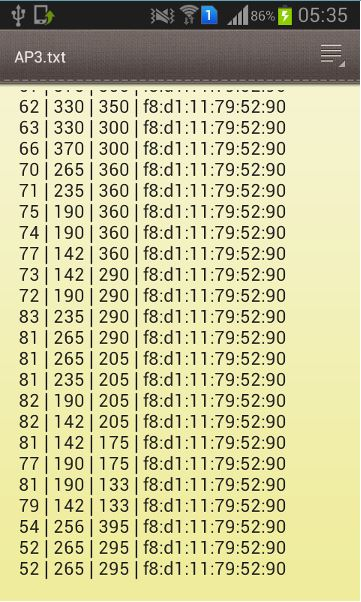 1 86% 05:35
AP3.txt
62 | 330 | 350 | f8:d1:11:79:52:90
63 | 330 | 300 | f8:d1:11:79:52:90
66 | 370 | 300 | f8:d1:11:79:52:90
70 | 265 | 360 | f8:d1:11:79:52:90
71 | 235 | 360 | f8:d1:11:79:52:90
75 | 190 | 360 | f8:d1:11:79:52:90
74 | 190 | 360 | f8:d1:11:79:52:90
77 | 142 | 360 | f8:d1:11:79:52:90
73 | 142 | 290 | f8:d1:11:79:52:90
72 | 190 | 290 | f8:d1:11:79:52:90
83 | 235 | 290 | f8:d1:11:79:52:90
81 | 265 | 290 | f8:d1:11:79:52:90
81 | 265 | 205 | f8:d1:11:79:52:90
81 | 235 | 205 | f8:d1:11:79:52:90
82 | 190 | 205 | f8:d1:11:79:52:90
82 | 142 | 205 | f8:d1:11:79:52:90
81 | 142 | 175 | f8:d1:11:79:52:90
77 | 190 | 175 | f8:d1:11:79:52:90
81 | 190 | 133 | f8:d1:11:79:52:90
79 | 142 | 133 | f8:d1:11:79:52:90
54 | 256 | 395 | f8:d1:11:79:52:90
52 | 265 | 295 | f8:d1:11:79:52:90
52 | 265 | 295 | f8:d1:11:79:52:90